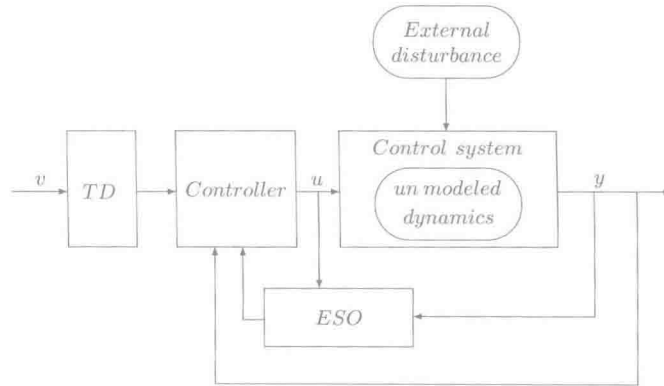 External
disturbance
Control system
v
TD
Controller
u
un modeled
dynamics
y
ESO